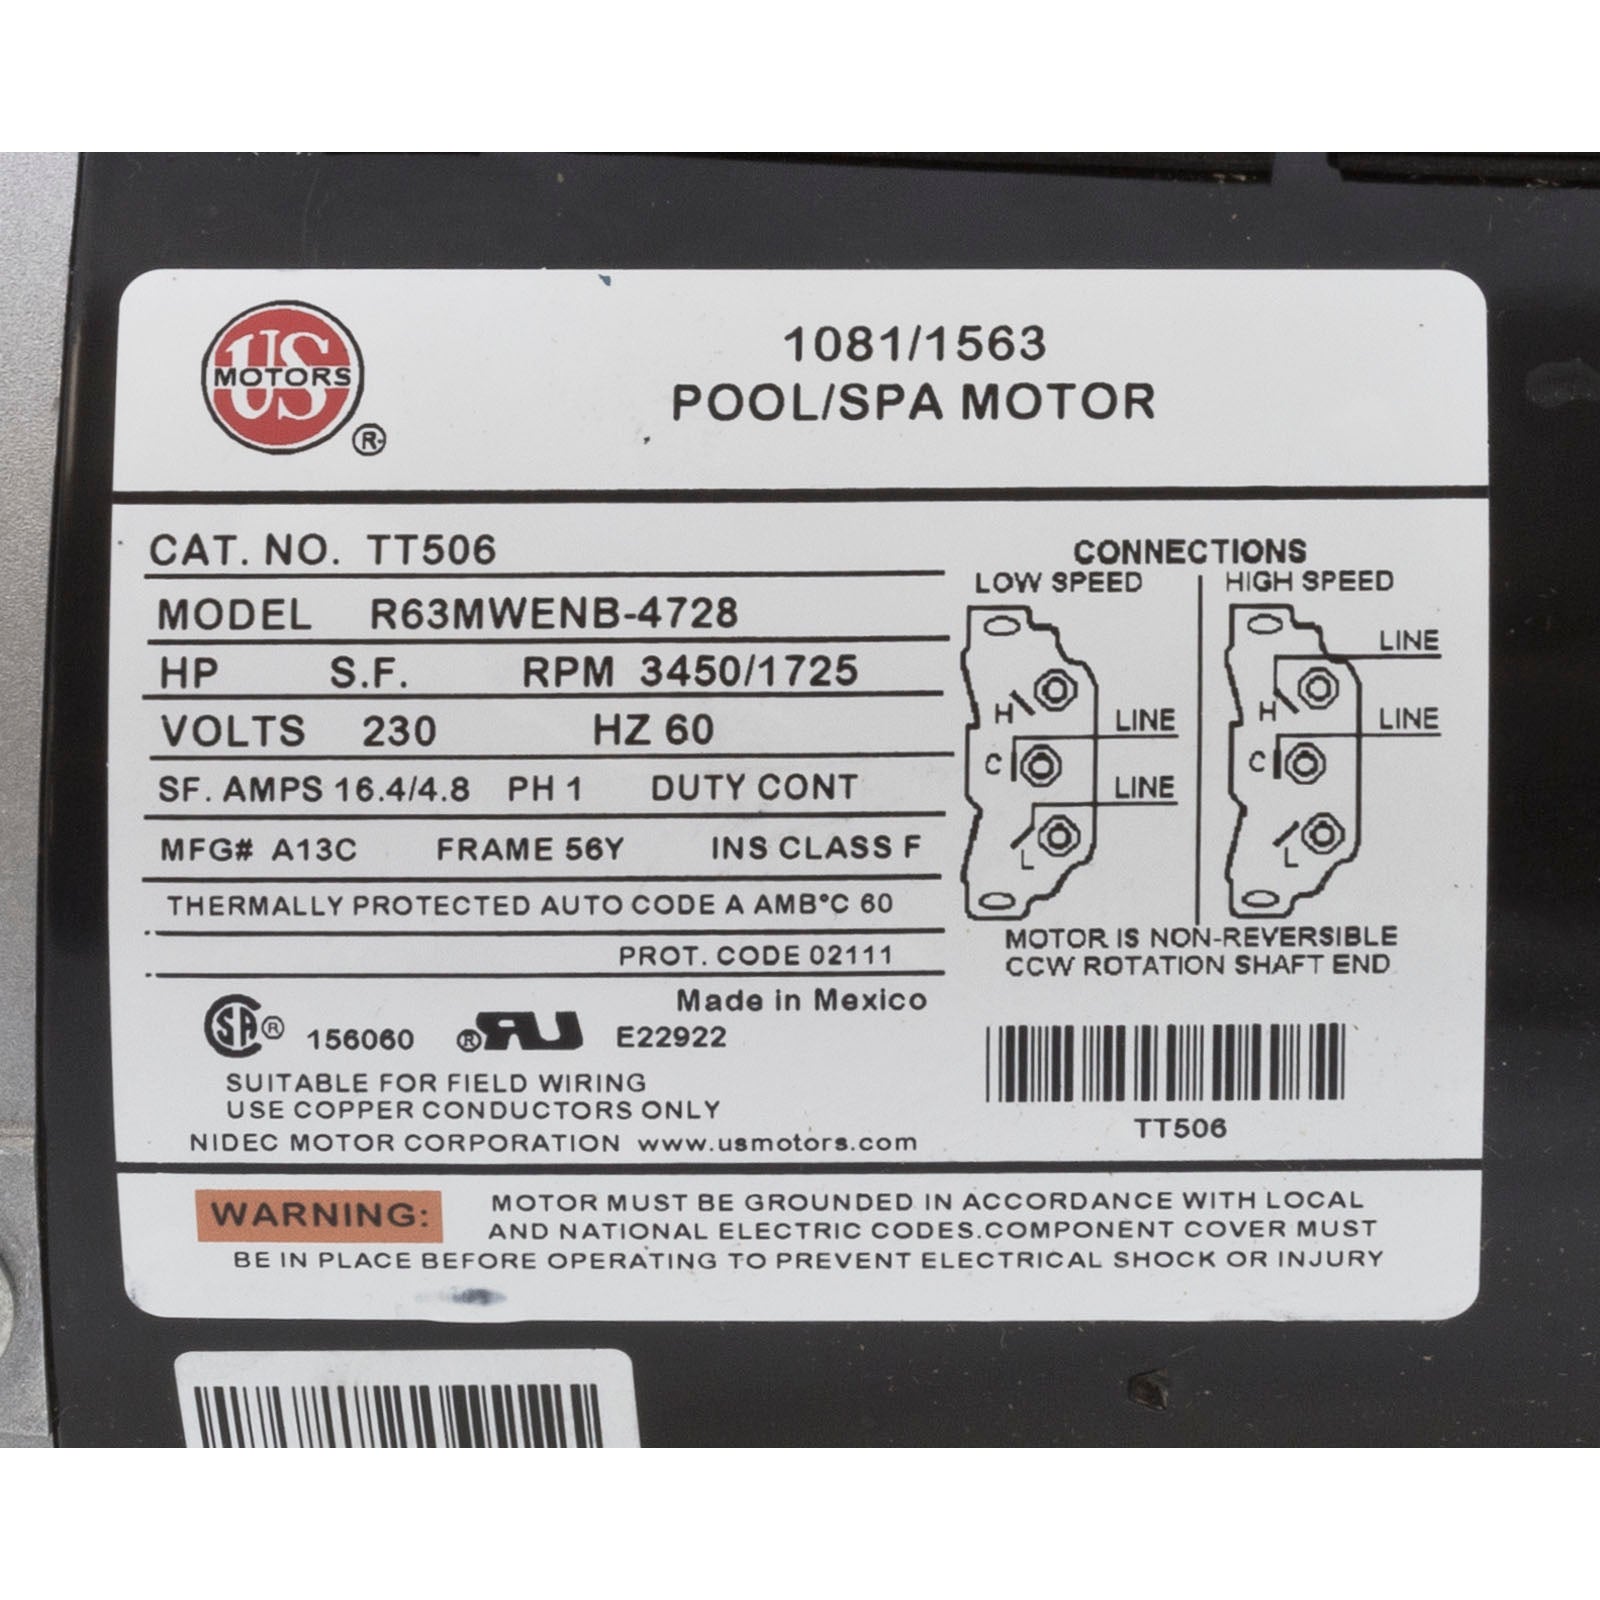 US
MOTORS
®
1081/1563
POOL/SPA MOTOR
CAT. NO. TT506
MODEL R63MWENB-4728
HP S.F. RPM 3450/1725
VOLTS 230 HZ 60
SF. AMPS 16.4/4.8 PH 1 DUTY CONT
MFG# A13C FRAME 56Y INS CLASS F
THERMALLY PROTECTED AUTO CODE A AMB°C 60
PROT. CODE 02111
Made in Mexico
SA ® 156060 ® RU E22922
SUITABLE FOR FIELD WIRING
USE COPPER CONDUCTORS ONLY
NIDEC MOTOR CORPORATION www.usmotors.com
CONNECTIONS
LOW SPEED HIGH SPEED
LINE
H LINE
C LINE
L
H LINE
C
L
MOTOR IS NON-REVERSIBLE
CCW ROTATION SHAFT END
TT506
WARNING: MOTOR MUST BE GROUNDED IN ACCORDANCE WITH LOCAL
AND NATIONAL ELECTRIC CODES.COMPONENT COVER MUST
BE IN PLACE BEFORE OPERATING TO PREVENT ELECTRICAL SHOCK OR INJURY